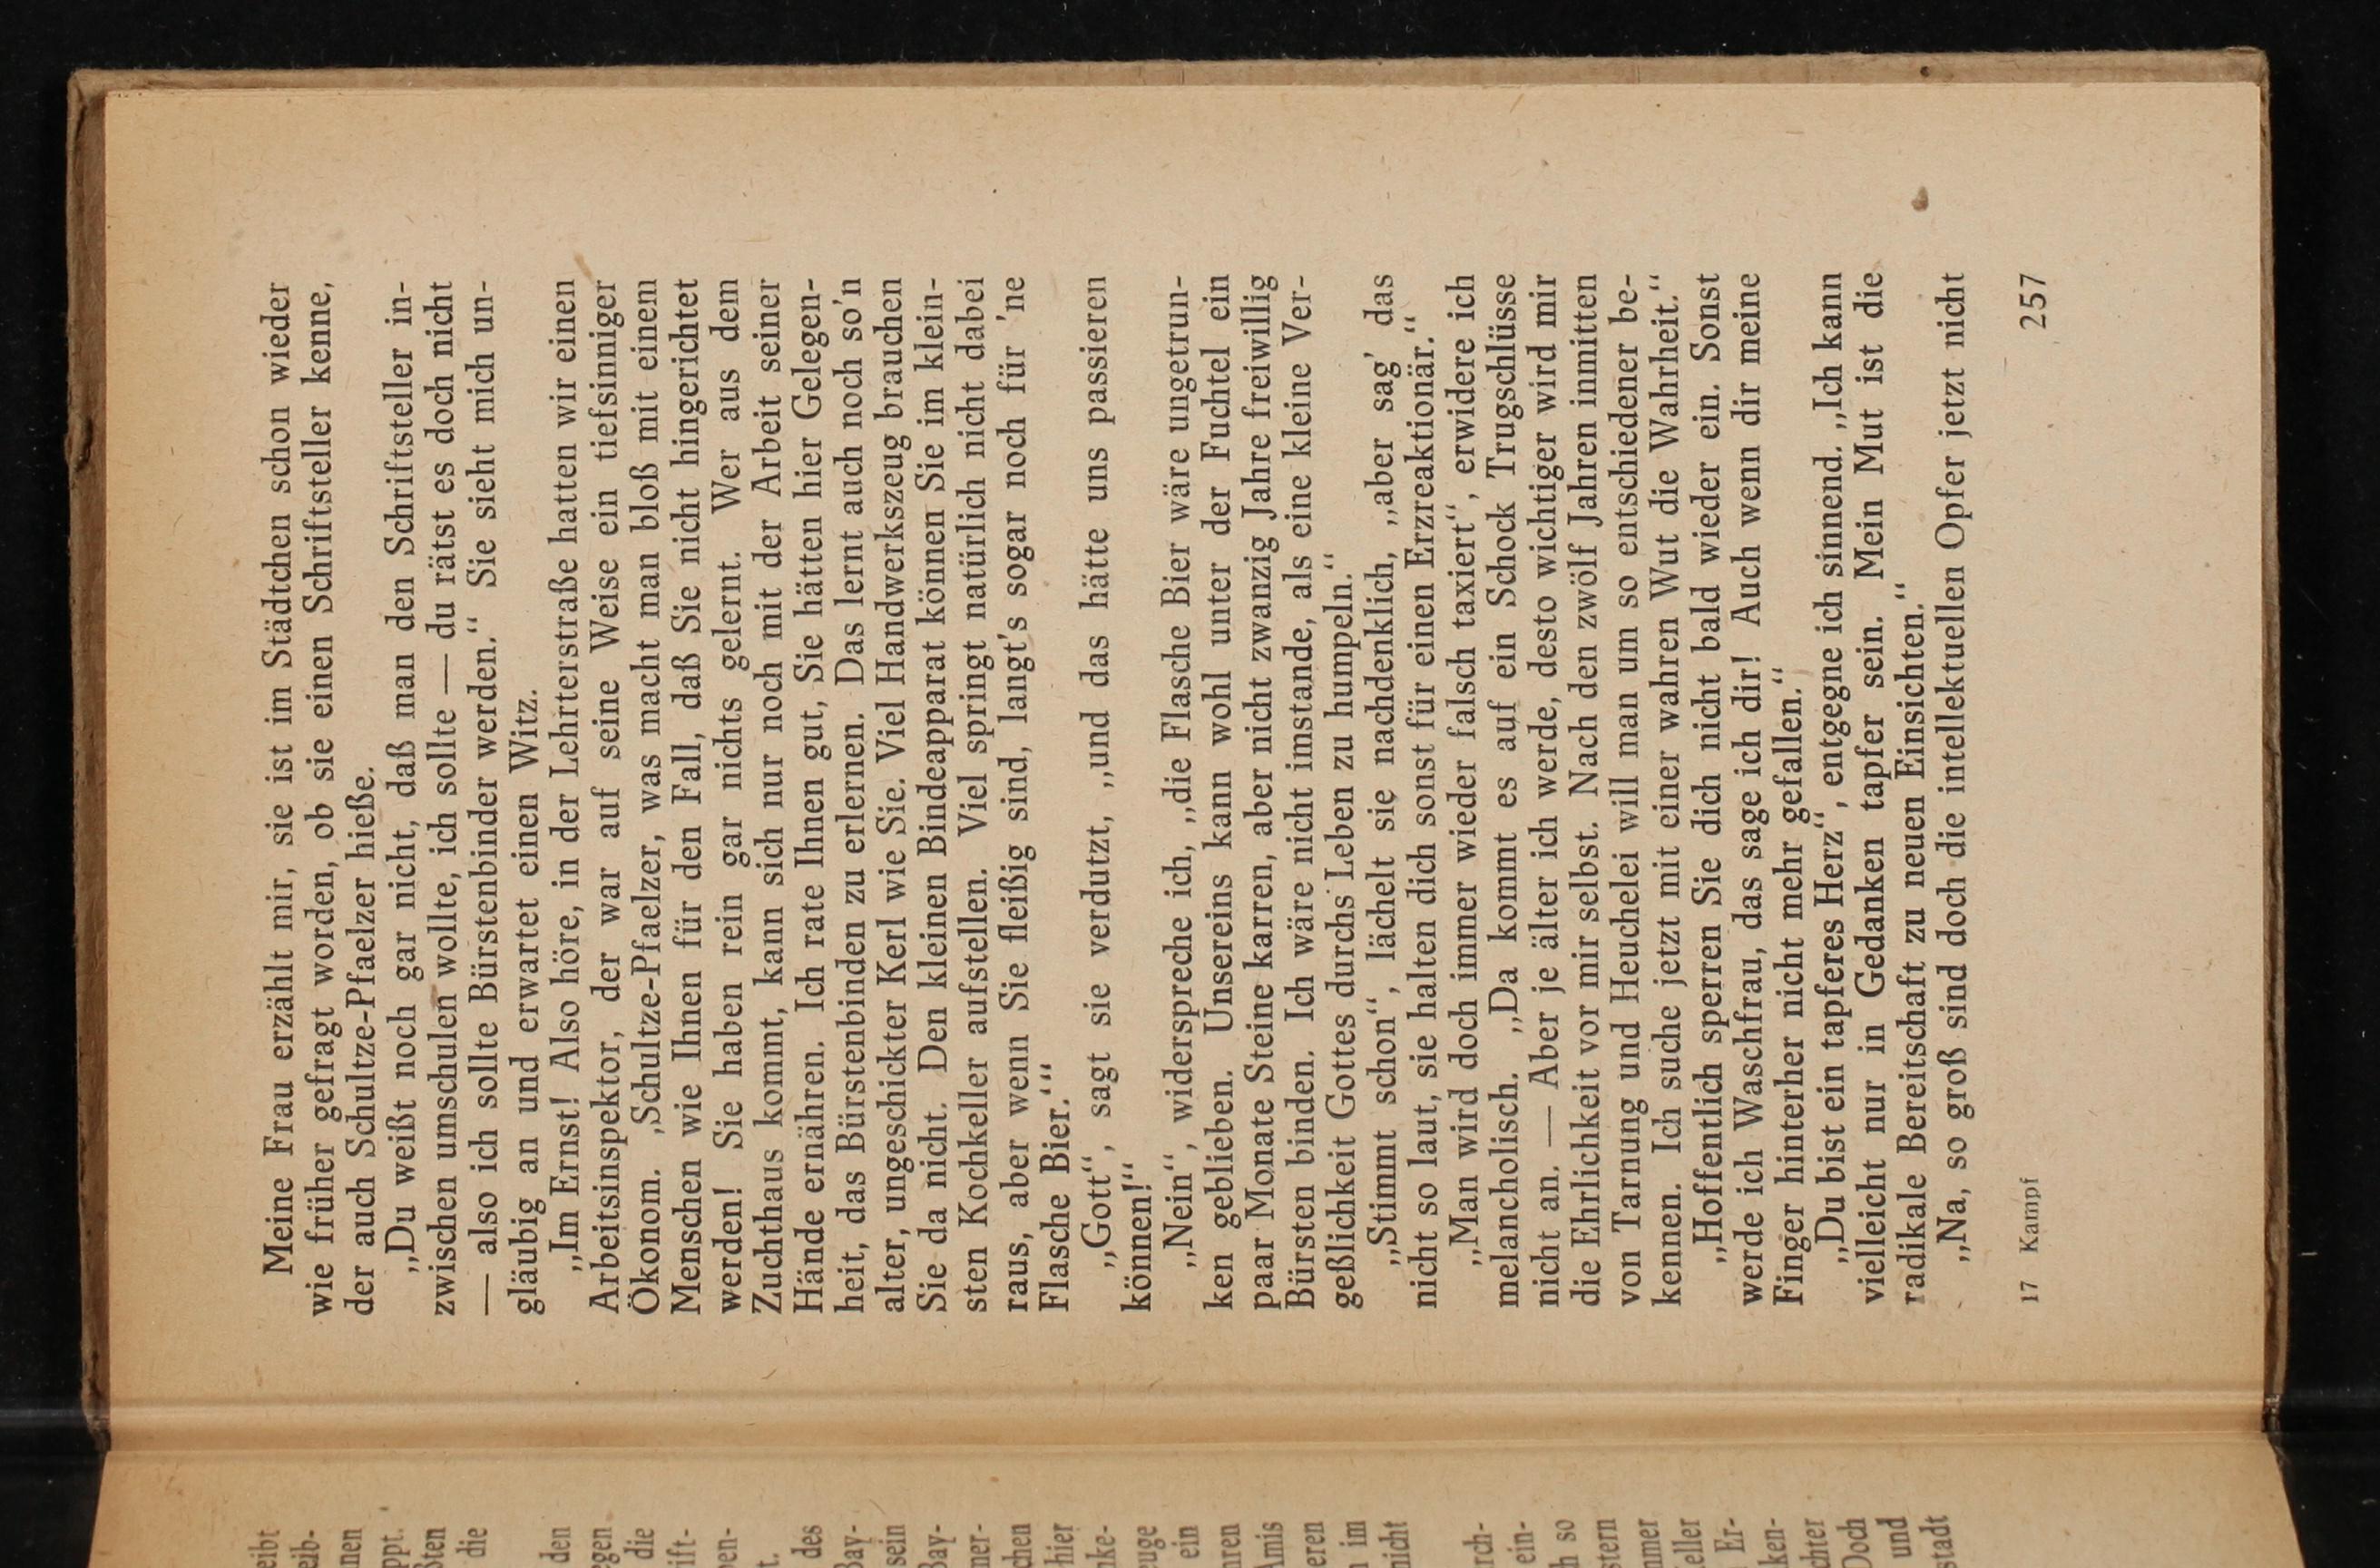 Meine Frau erzählt mir, sie ist im Städtchen schon wieder
wie früher gefragt worden, ob sie einen Schriftsteller kenne,
der auch Schultze-Pfaelzer hieße.
„Du weißt noch gar nicht, daß man den Schriftsteller in-
zwischen umschulen wollte, ich sollte — du rätst es doch nicht
— also ich sollte Bürstenbinder werden.“ Sie sieht mich un-
gläubig an und erwartet einen Witz.
„Im Ernst! Also höre, in der Lehrterstraße hatten wir einen
Arbeitsinspektor, der war auf seine Weise ein tiefsinniger
Ökonom. ‚Schultze-Pfaelzer, was macht man bloß mit einem
Menschen wie Ihnen für den Fall, daß Sie nicht hingerichtet
werden! Sie haben rein gar nichts gelernt. Wer aus dem
Zuchthaus kommt, kann sich nur noch mit der Arbeit seiner
Hände ernähren. Ich rate Ihnen gut, Sie hätten hier Gelegen-
heit, das Bürstenbinden zu erlernen. Das lernt auch noch so’n
alter, ungeschickter Kerl wie Sie. Viel Handwerkszeug brauchen
Sie da nicht. Den kleinen Bindeapparat können Sie im klein-
sten Kochkeller aufstellen. Viel springt natürlich nicht dabei
raus, aber wenn Sie fleißig sind, langt’s sogar noch für ’ne
Flasche Bier.‘“
„Gott“, sagt sie verdutzt, „und das hätte uns passieren
können!“
„Nein“, widerspreche ich, „die Flasche Bier wäre ungetrun-
ken geblieben. Unsereins kann wohl unter der Fuchtel ein
paar Monate Steine karren, aber nicht zwanzig Jahre freiwillig
Bürsten binden. Ich wäre nicht imstande, als eine kleine Ver-
geßlichkeit Gottes durchs Leben zu humpeln.“
„Stimmt schon“, lächelt sie nachdenklich, „aber sag’ das
nicht so laut, sie halten dich sonst für einen Erzreaktionär.“
„Man wird doch immer wieder falsch taxiert“, erwidere ich
melancholisch. „Da kommt es auf ein Schock Trugschlüsse
nicht an. — Aber je älter ich werde, desto wichtiger wird mir
die Ehrlichkeit vor mir selbst. Nach den zwölf Jahren inmitten
von Tarnung und Heuchelei will man um so entschiedener be-
kennen. Ich suche jetzt mit einer wahren Wut die Wahrheit.“
„Hoffentlich sperren Sie dich nicht bald wieder ein. Sonst
werde ich Waschfrau, das sage ich dir! Auch wenn dir meine
Finger hinterher nicht mehr gefallen.“
„Du bist ein tapferes Herz“, entgegne ich sinnend. „Ich kann
vielleicht nur in Gedanken tapfer sein. Mein Mut ist die
radikale Bereitschaft zu neuen Einsichten.“
„Na, so groß sind doch die intellektuellen Opfer jetzt nicht
17 Kampf 257